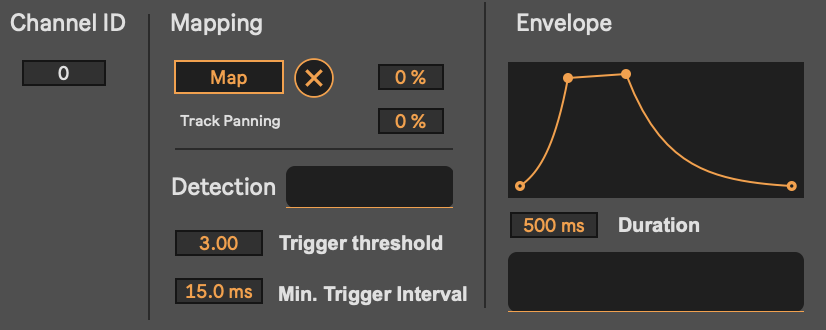 Channel ID
0
Mapping
Map
0 %
Track Panning
0 %
Detection
3.00 Trigger threshold
15.0 ms Min. Trigger Interval
Envelope
500 ms Duration